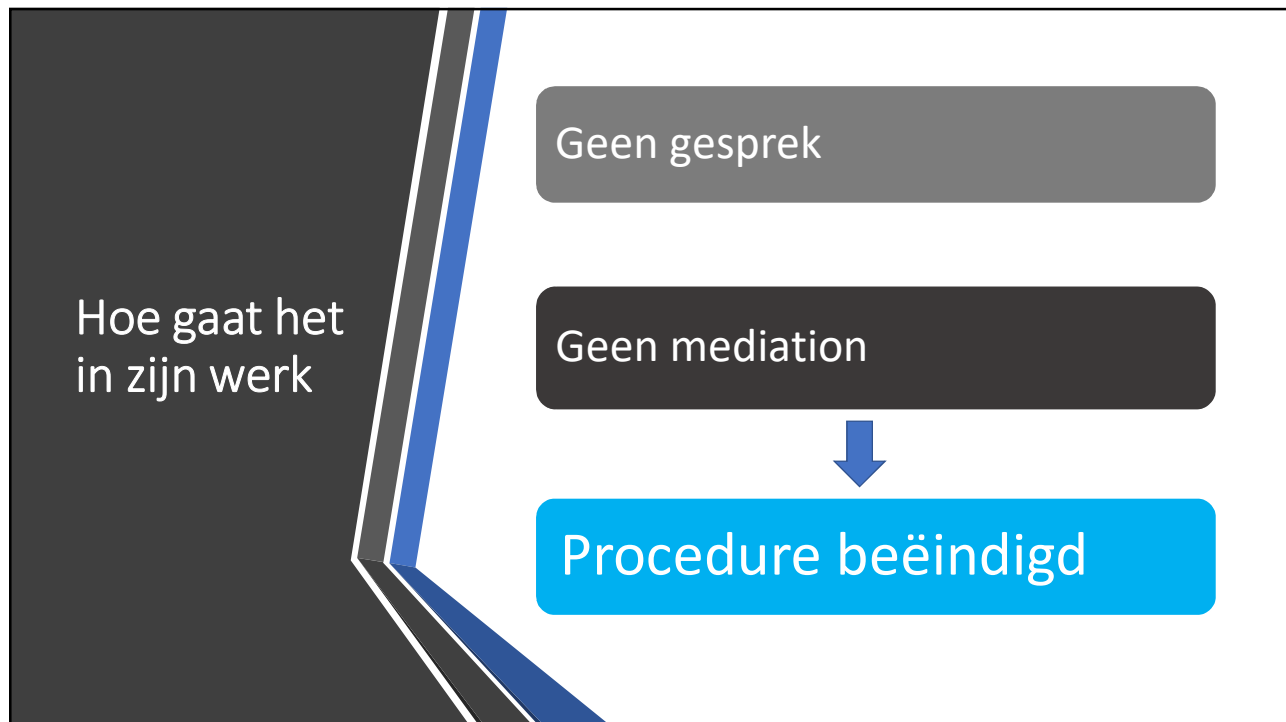 Hoe gaat het
in zijn werk
Geen gesprek
Geen mediation
Procedure beëindigd